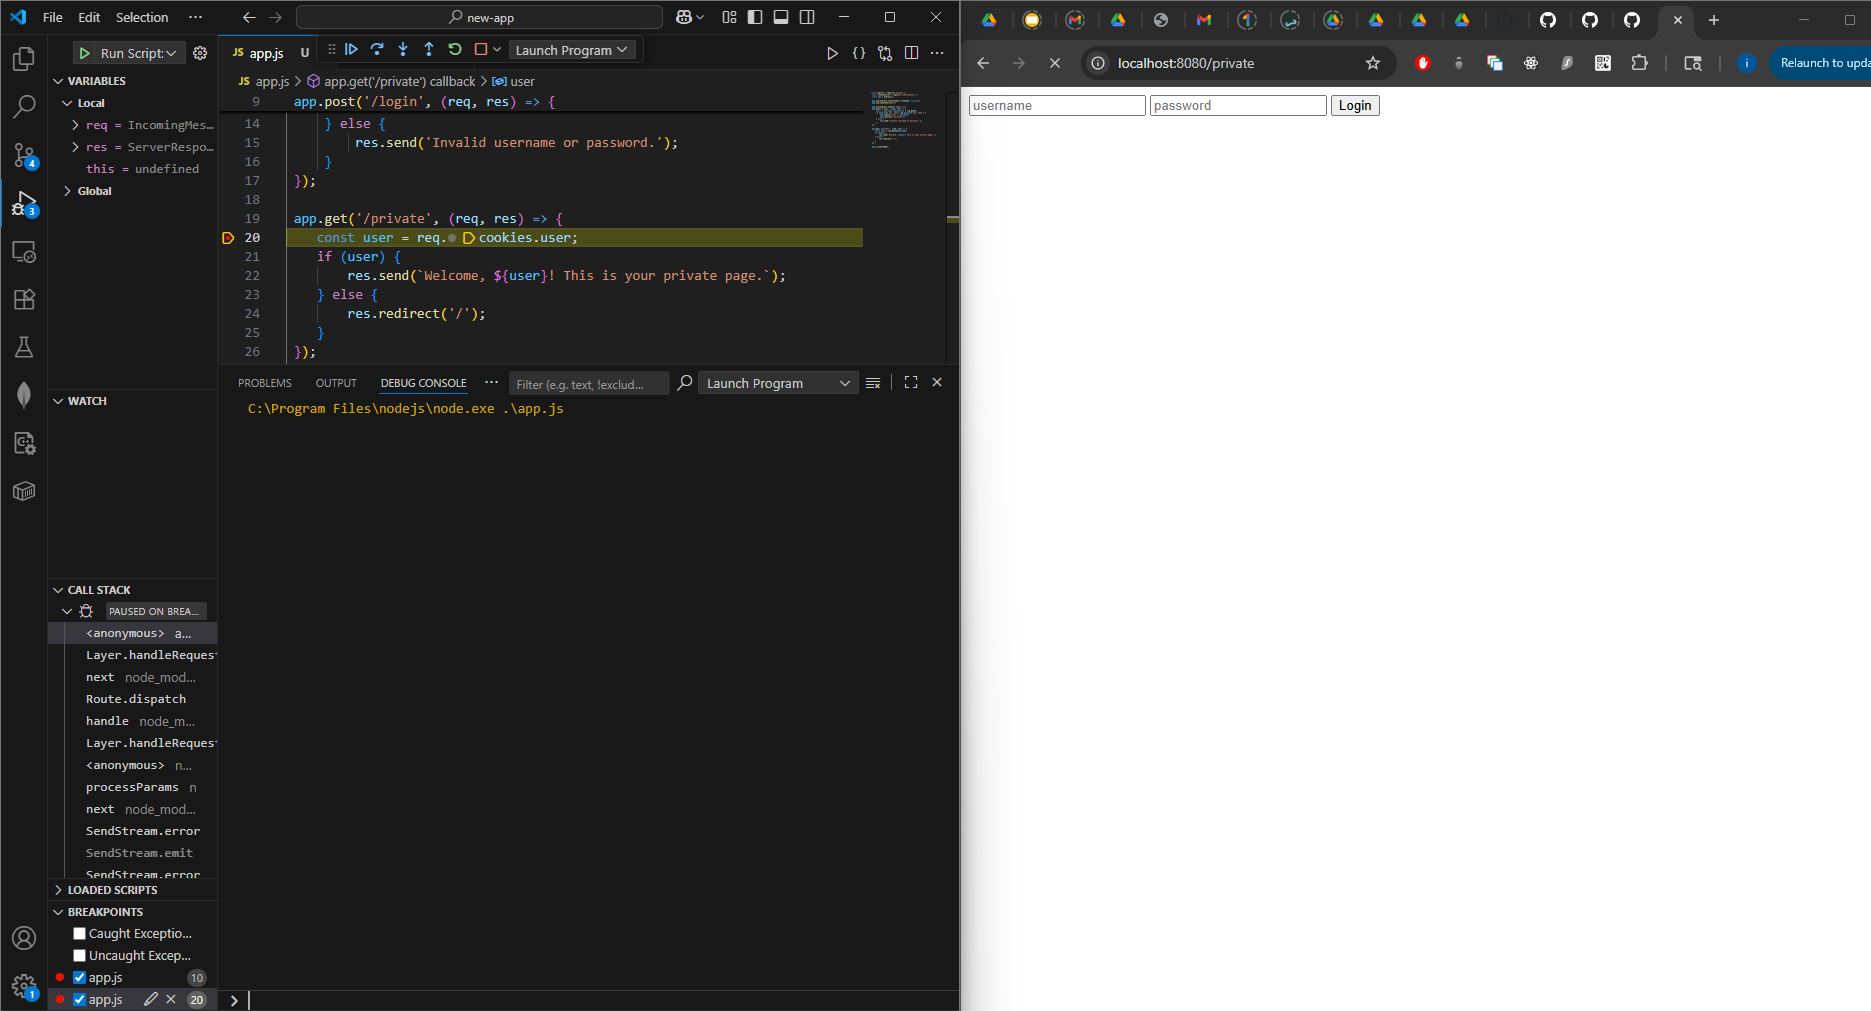 File Edit Selection ···
new-app
Run Script:
JS app.js U
Launch Program
JS app.js > app.get('/private') callback > user
VARIABLES
Local
req = IncomingMes...
res = ServerRespo...
this = undefined
Global
9 app.post('/login', (req, res) => {
14 } else {
15 res.send('Invalid username or password.');
16 }
17 });
18
19 app.get('/private', (req, res) => {
20 const user = req.cookies.user;
21 if (user) {
22 res.send(`Welcome, ${user}! This is your private page.`);
23 } else {
24 res.redirect('/');
25 }
26 });
WATCH
PROBLEMS OUTPUT DEBUG CONSOLE ···
Filter (e.g. text, !exclud...
Launch Program
C:\Program Files\nodejs\node.exe .\app.js
CALL STACK
PAUSED ON BREA...
<anonymous> a...
Layer.handleRequest
next node_mod...
Route.dispatch
handle node_m...
Layer.handleRequest
<anonymous> n...
processParams n
next node_mod...
SendStream.error
SendStream.emit
SendStream.error
LOADED SCRIPTS
BREAKPOINTS
Caught Exceptio...
Uncaught Excep...
app.js 10
app.js 20
4
3
1
localhost:8080/private
i
Relaunch to upda
username password Login